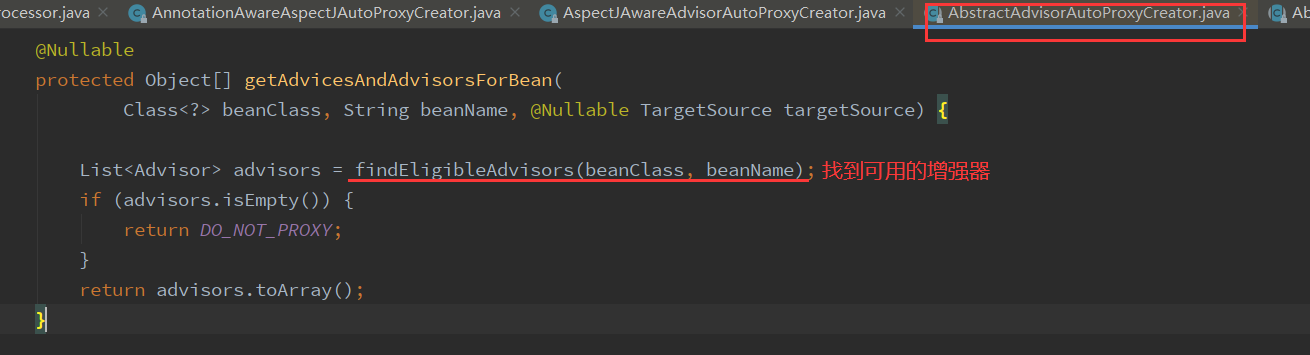 rocessor.java × AnnotationAwareAspectJAutoProxyCreator.java × AspectJAwareAdvisorAutoProxyCreator.java × AbstractAdvisorAutoProxyCreator.java × Ab
@Nullable
protected Object[] getAdvicesAndAdvisorsForBean(
Class<?> beanClass, String beanName, @Nullable TargetSource targetSource) {
List<Advisor> advisors = findEligibleAdvisors(beanClass, beanName); 找到可用的增强器
if (advisors.isEmpty()) {
return DO_NOT_PROXY;
}
return advisors.toArray();
}